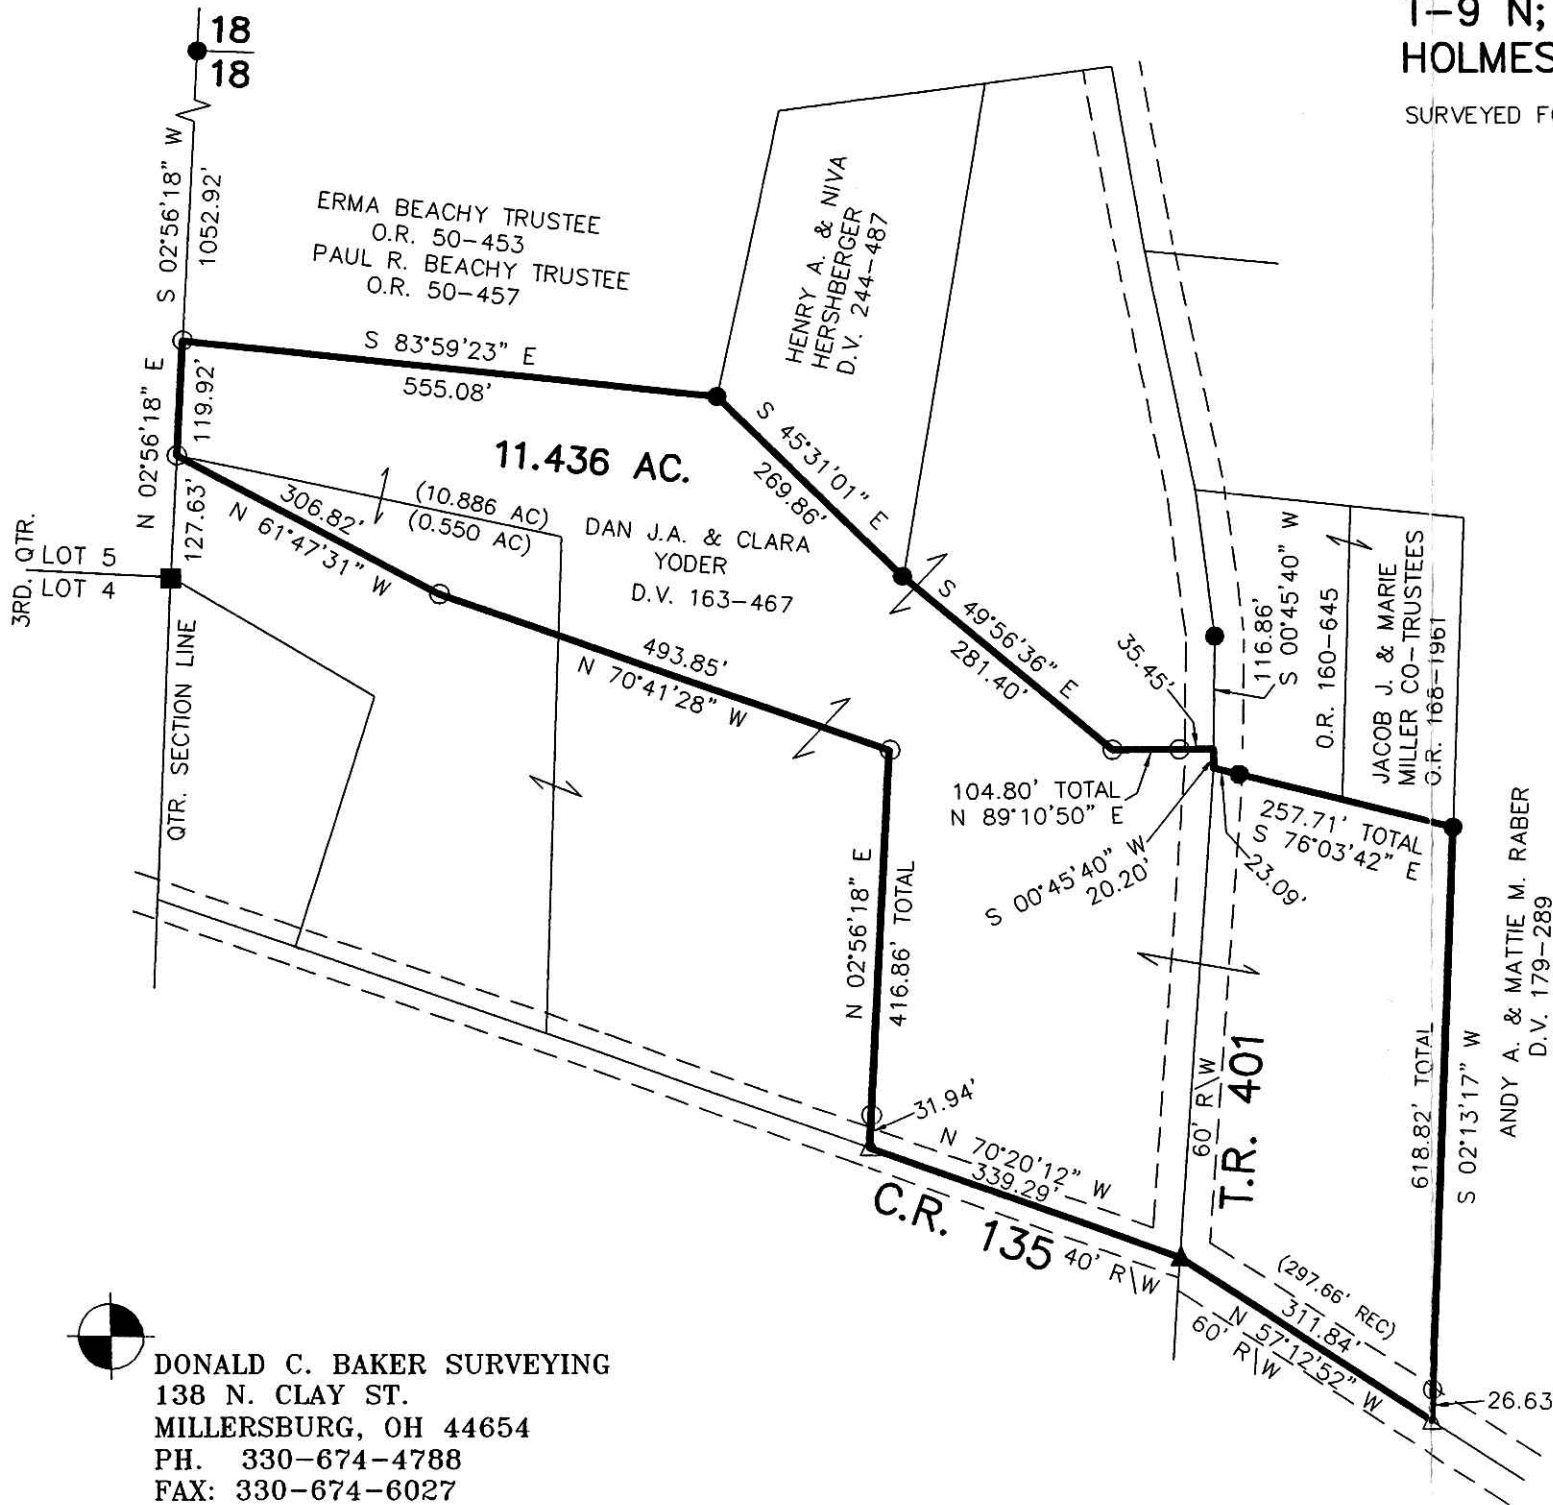 18
18
T-9 N;
HOLMES
SURVEYED
S 02°56'18" W
1052.92'
ERMA BEACHY TRUSTEE
O.R. 50-453
PAUL R. BEACHY TRUSTEE
O.R. 50-457
HENRY A. & NIVA
HERSHBERGER
D.V. 244-487
S 83°59'23" E
555.08'
N 02°56'18" E
119.92'
11.436 AC.
S 45°31'01" E
269.86'
(10.886 AC)
(0.550 AC)
306.82'
N 61°47'31" W
127.63'
3RD. QTR.
LOT 5
LOT 4
DAN J.A. & CLARA
YODER
D.V. 163-467
S 49°56'36" E
281.40'
35.45'
116.86'
S 00°45'40" W
O.R. 160-645
JACOB J. & MARIE
MILLER CO-TRUSTEES
O.R. 168-1961
493.85'
N 70°41'28" W
QTR. SECTION LINE
104.80' TOTAL
N 89°10'50" E
S 00°45'40" W
20.20'
257.71' TOTAL
S 76°03'42" E
23.09'
N 02°56'18" E
416.86' TOTAL
ANDY A. & MATTIE M. RABER
D.V. 179-289
618.82' TOTAL
S 02°13'17" W
60' R\W
T.R. 401
31.94'
N 70°20'12" W
339.29'
C.R. 135
40' R\W
60' R\W
(297.66' REC)
311.84'
N 57°12'52" W
26.63
DONALD C. BAKER SURVEYING
138 N. CLAY ST.
MILLERSBURG, OH 44654
PH. 330-674-4788
FAX: 330-674-6027